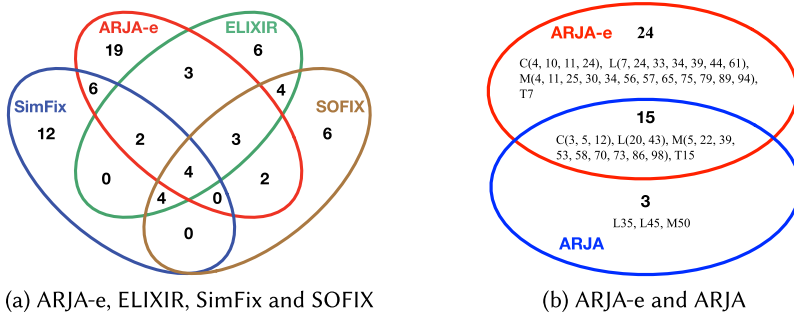 ARJA-e
ELIXIR
19
6
3
6
4
SimFix
SOFIX
12
2
3
6
4
0
2
4
0
0
(a) ARJA-e, ELIXIR, SimFix and SOFIX
ARJA-e 24
C(4, 10, 11, 24), L(7, 24, 33, 34, 39, 44, 61),
M(4, 11, 25, 30, 34, 56, 57, 65, 75, 79, 89, 94),
T7
15
C(3, 5, 12), L(20, 43), M(5, 22, 39,
53, 58, 70, 73, 86, 98), T15
3
L35, L45, M50
ARJA
(b) ARJA-e and ARJA